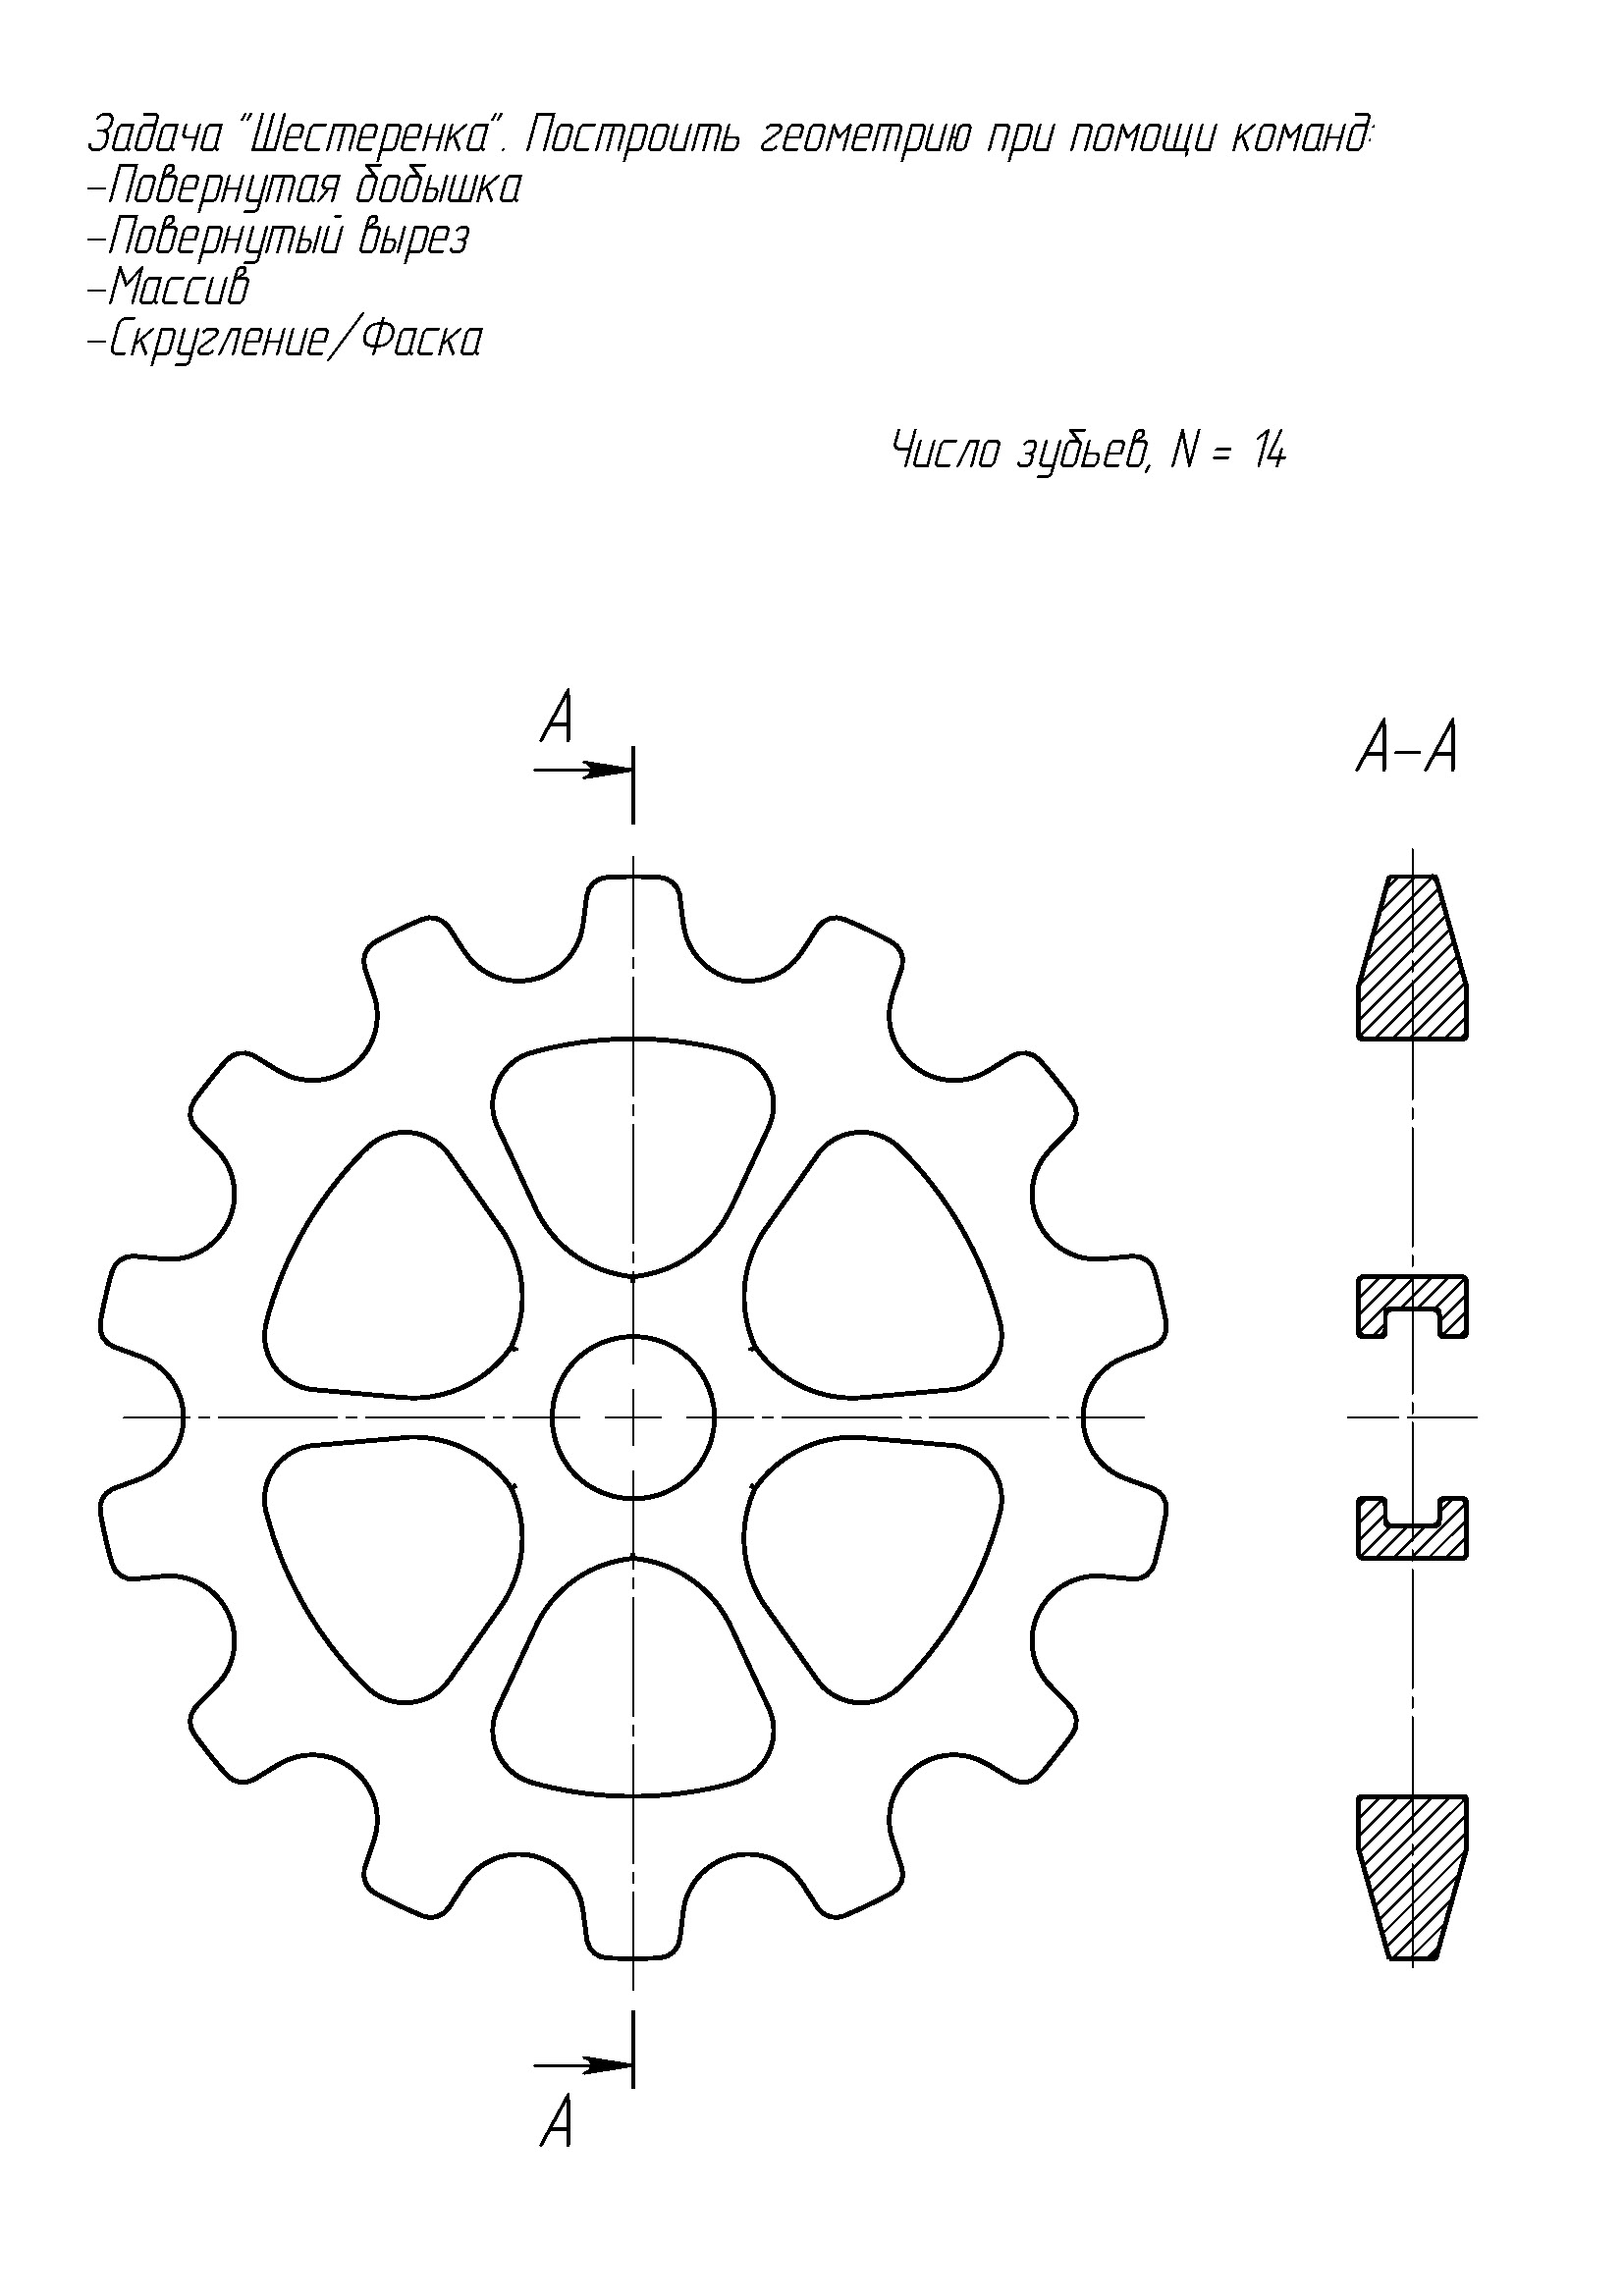 Задача "Шестеренка". Построить геометрию при помощи команд:
-Повернутая бобышка
-Повернутый вырез
-Массив
-Скругление/Фаска
Число зубьев, N = 14
А
А-А
А